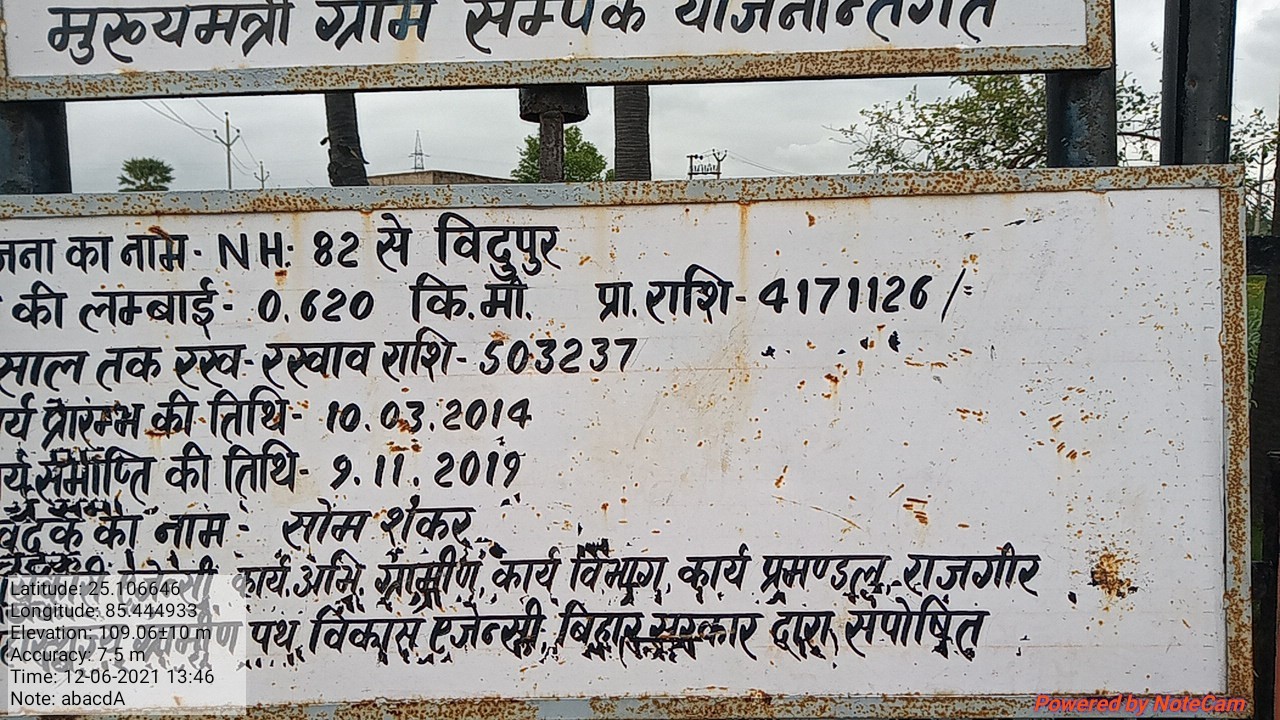 मुख्यमंत्री ग्राम सम्पर्क योजनान्तर्गत
जना का नाम- NH: 82 से विदुपुर
की लम्बाई- 0.620 कि.मी. प्रा.राशि- 4171126/=
साल तक रख-रखाव राशि- 503237
र्य प्रारम्भ की तिथि- 10.03.2014
र्य समाप्ति की तिथि- 9.11.2019
वेदक का नाम- सोम शंकर
कार्य. अभि. ग्रामीण, कार्य विभाग, कार्य प्रमण्डल, राजगीर
पथ, विकास एजेन्सी, बिहार सरकार द्वारा, संपोषित
Latitude: 25.106646
Longitude: 85.444933
Elevation: 109.06±10 m
Accuracy: 7.5 m
Time: 12-06-2021 13:46
Note: abacdA
Powered by NoteCam